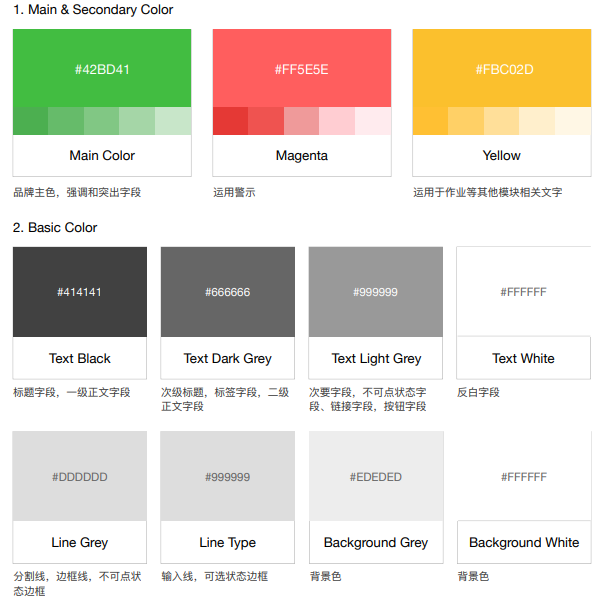 1. Main & Secondary Color
#42BD41
#FF5E5E
#FBC02D
Main Color
Magenta
Yellow
品牌主色，强调和突出字段
运用警示
运用于作业等其他模块相关文字
2. Basic Color
#414141
#666666
#999999
#FFFFFF
Text Black
Text Dark Grey
Text Light Grey
Text White
标题字段，一级正文字段
次级标题，标签字段，二级
正文字段
次要字段，不可点状态字
段、链接字段，按钮字段
反白字段
#DDDDDD
#999999
#EDEDED
#FFFFFF
Line Grey
Line Type
Background Grey
Background White
分割线，边框线，不可点状
态边框
输入线，可选状态边框
背景色
背景色